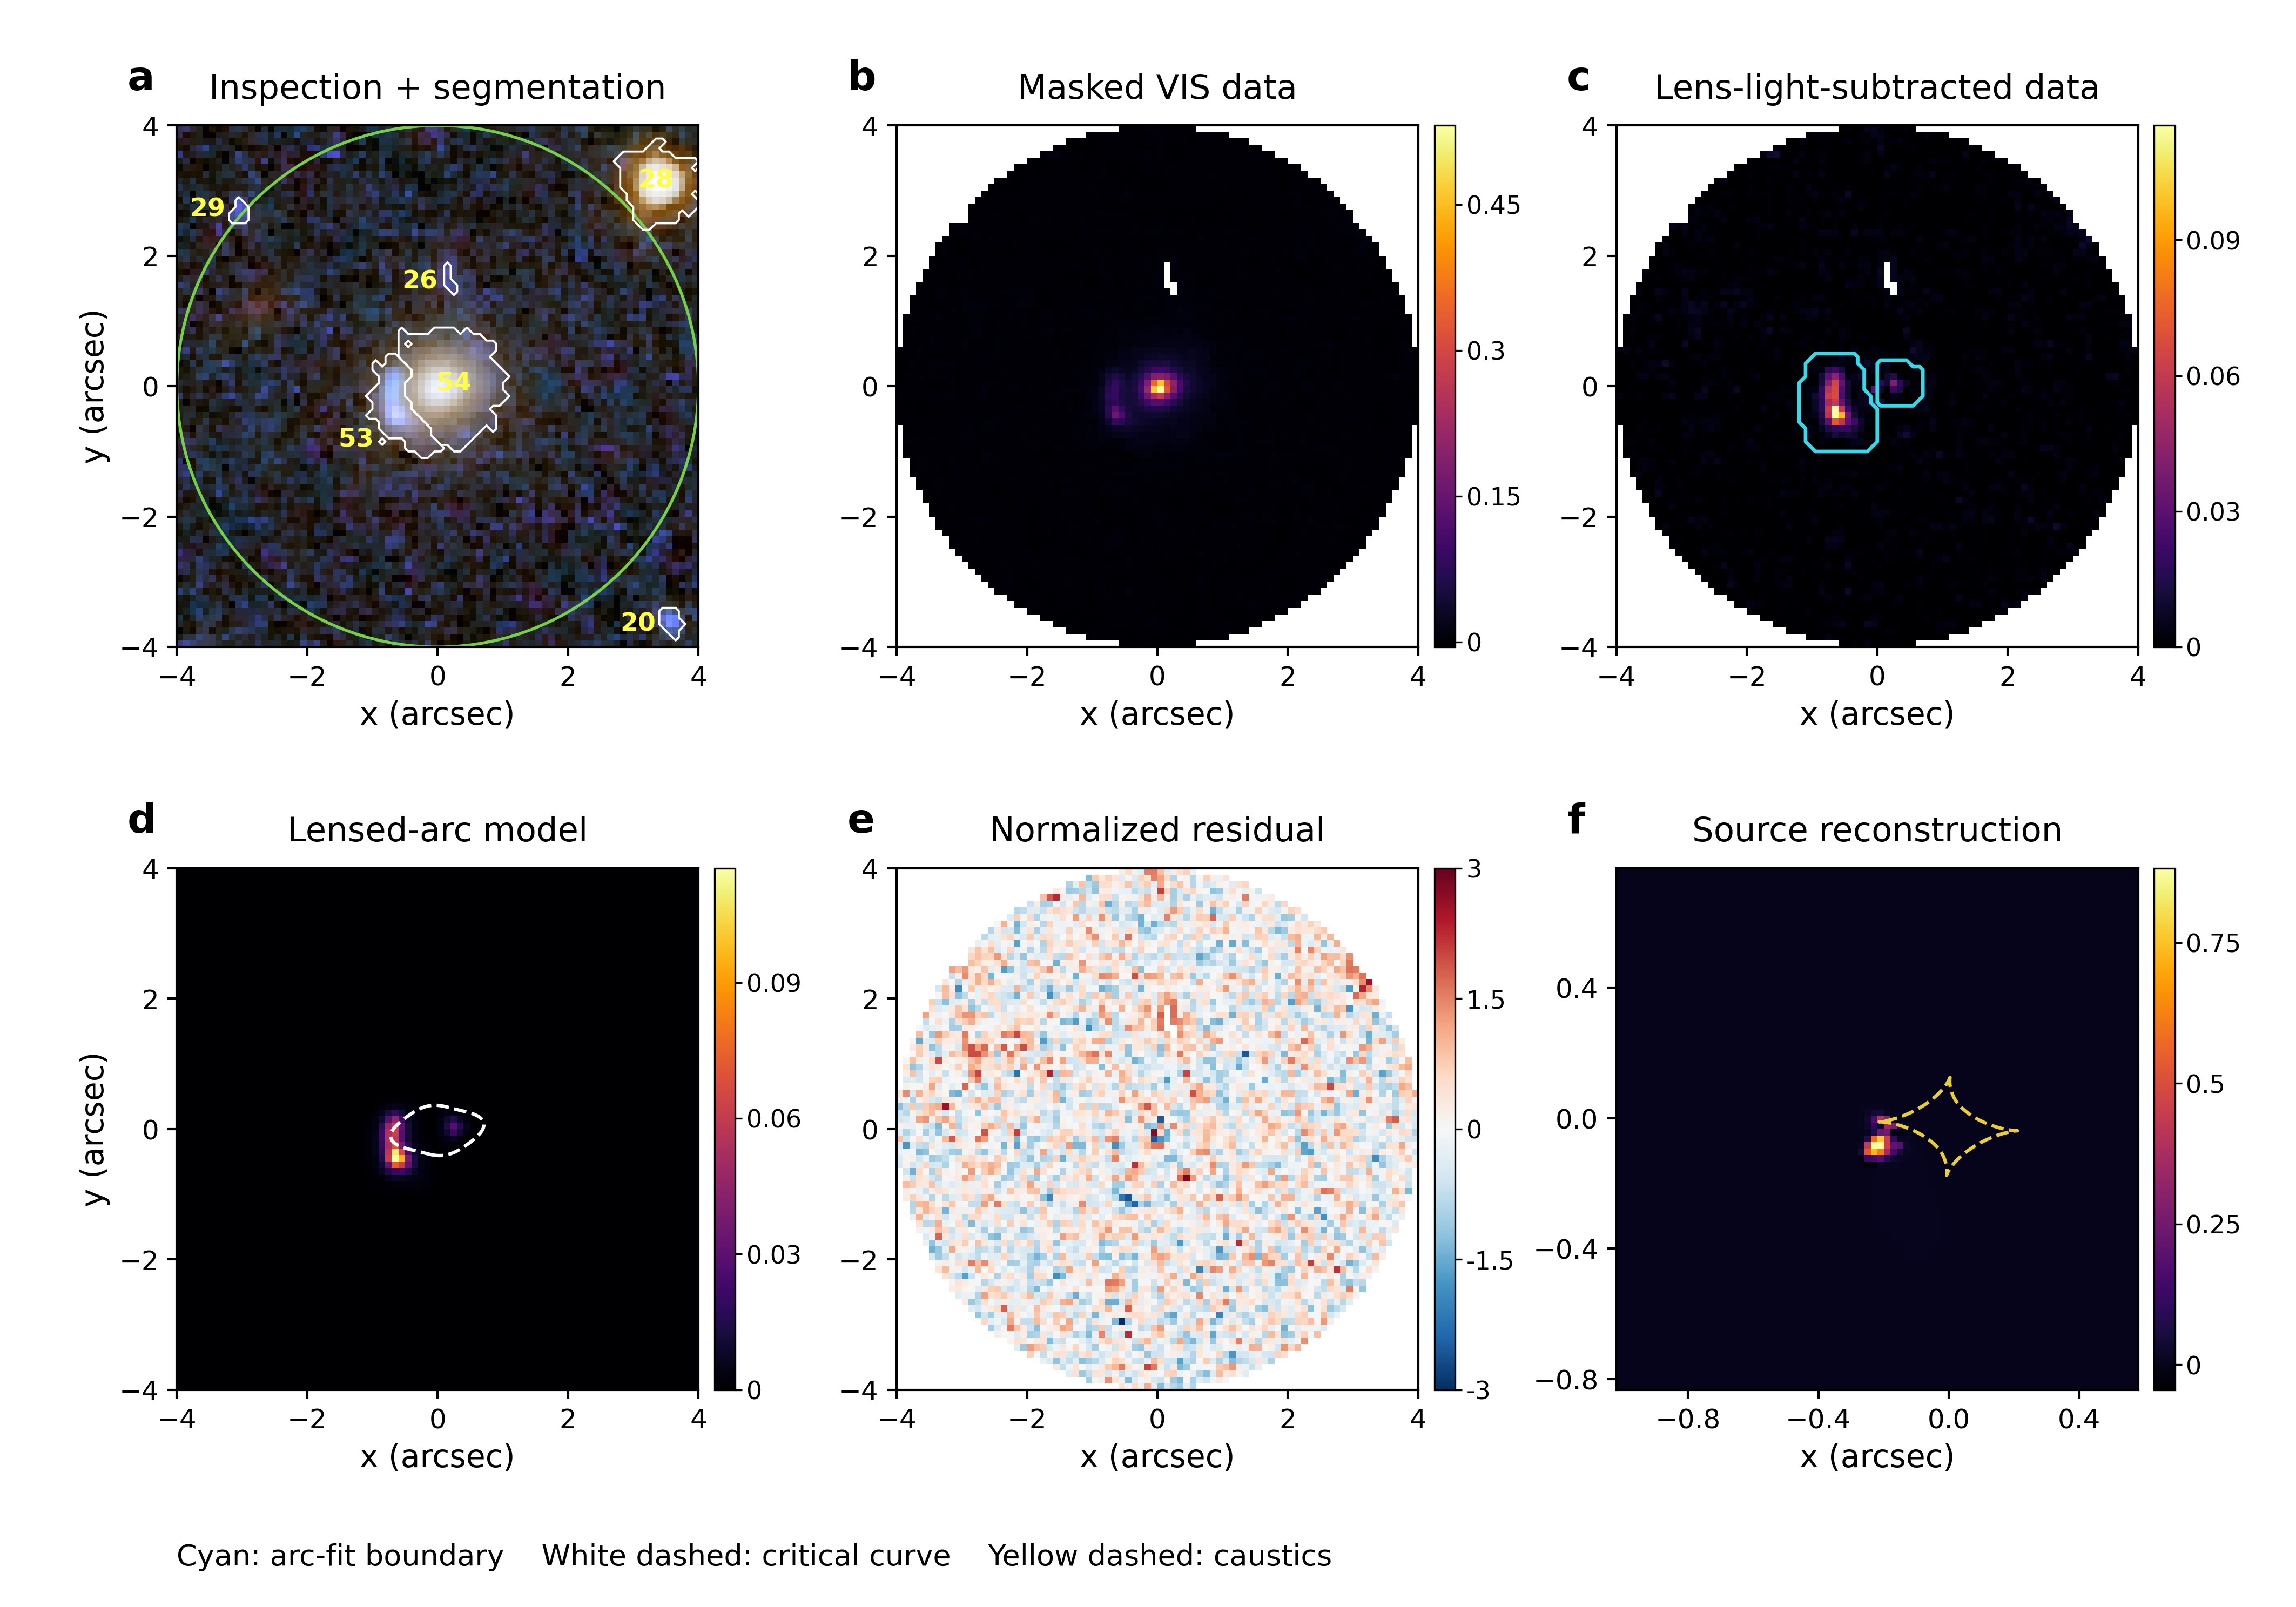 a Inspection + segmentation
b Masked VIS data
c Lens-light-subtracted data
4
2
0
−2
−4
−4 −2 0 2 4
y (arcsec)
x (arcsec)
29
28
26
54
53
20
4
2
0
−2
−4
−4 −2 0 2 4
x (arcsec)
0.45
0.3
0.15
0
4
2
0
−2
−4
−4 −2 0 2 4
x (arcsec)
0.09
0.06
0.03
0
d Lensed-arc model
e Normalized residual
f Source reconstruction
4
2
0
−2
−4
−4 −2 0 2 4
y (arcsec)
x (arcsec)
0.09
0.06
0.03
0
4
2
0
−2
−4
−4 −2 0 2 4
x (arcsec)
3
1.5
0
-1.5
-3
0.4
0.0
−0.4
−0.8
−0.8 −0.4 0.0 0.4
x (arcsec)
0.75
0.5
0.25
0
Cyan: arc-fit boundary White dashed: critical curve Yellow dashed: caustics